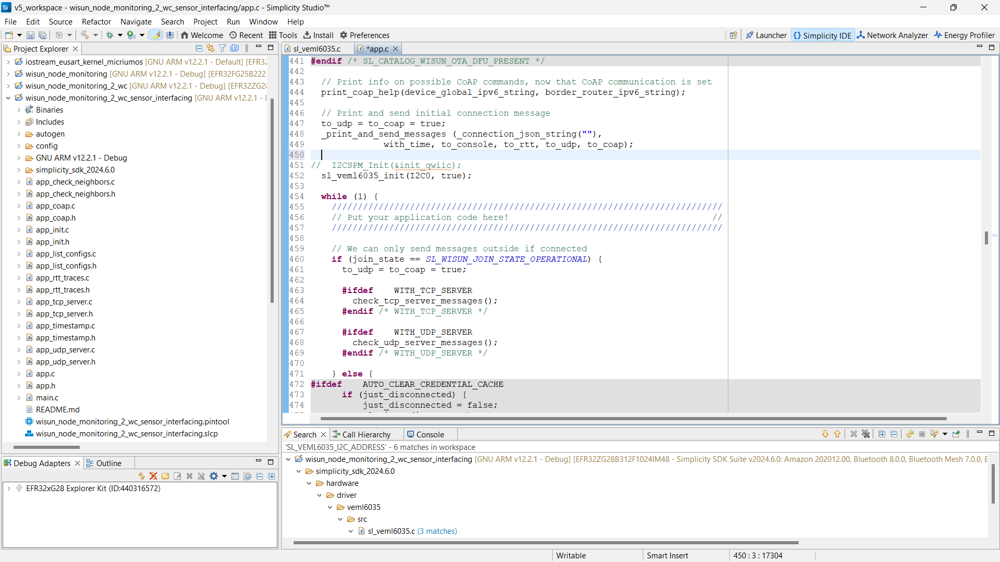 v5_workspace - wisun_node_monitoring_2_wc_sensor_interfacing/app.c - Simplicity Studio™
File Edit Source Refactor Navigate Search Project Run Window Help
Welcome Recent Tools Install Preferences Launcher {} Simplicity IDE Network Analyzer Energy Profiler
Project Explorer
iostream_eusart_kernel_micriumos [GNU ARM v12.2.1 - Default] [EFR32
wisun_node_monitoring [GNU ARM v12.2.1 - Debug] [EFR32FG25B222
wisun_node_monitoring_2_wc [GNU ARM v12.2.1 - Debug] [EFR32ZG28
wisun_node_monitoring_2_wc_sensor_interfacing [GNU ARM v12.2.1 -
Binaries
Includes
autogen
config
GNU ARM v12.2.1 - Debug
simplicity_sdk_2024.6.0
app_check_neighbors.c
app_check_neighbors.h
app_coap.c
app_coap.h
app_init.c
app_init.h
app_list_configs.c
app_list_configs.h
app_rtt_traces.c
app_rtt_traces.h
app_tcp_server.c
app_tcp_server.h
app_timestamp.c
app_timestamp.h
app_udp_server.c
app_udp_server.h
app.c
app.h
main.c
README.md
wisun_node_monitoring_2_wc_sensor_interfacing.pintool
wisun_node_monitoring_2_wc_sensor_interfacing.slcp
Debug Adapters Outline
EFR32xG28 Explorer Kit (ID:440316572)
sl_veml6035.c *app.c
441 #endif /* SL_CATALOG_WISUN_OTA_DFU_PRESENT */
442
443 // Print info on possible CoAP commands, now that CoAP communication is set
444 print_coap_help(device_global_ipv6_string, border_router_ipv6_string);
445
446 // Print and send initial connection message
447 to_udp = to_coap = true;
448 _print_and_send_messages (_connection_json_string(""),
449 with_time, to_console, to_rtt, to_udp, to_coap);
450
451 // I2CSPM_Init(&init_qwiic);
452 sl_veml6035_init(I2C0, true);
453
454 while (1) {
455 ///////////////////////////////////////////////////////////////////////////
456 // Put your application code here! //
457 ///////////////////////////////////////////////////////////////////////////
458
459 // We can only send messages outside if connected
460 if (join_state == SL_WISUN_JOIN_STATE_OPERATIONAL) {
461 to_udp = to_coap = true;
462
463 #ifdef WITH_TCP_SERVER
464 check_tcp_server_messages();
465 #endif /* WITH_TCP_SERVER */
466
467 #ifdef WITH_UDP_SERVER
468 check_udp_server_messages();
469 #endif /* WITH_UDP_SERVER */
470
471 } else {
472 #ifdef AUTO_CLEAR_CREDENTIAL_CACHE
473 if (just_disconnected) {
474 just_disconnected = false;
Search Call Hierarchy Console
'SL_VEML6035_I2C_ADDRESS' - 6 matches in workspace
wisun_node_monitoring_2_wc_sensor_interfacing [GNU ARM v12.2.1 - Debug] [EFR32ZG28B312F1024IM48 - Simplicity SDK Suite v2024.6.0: Amazon 202012.00, Bluetooth 8.0.0, Bluetooth Mesh 7.0.0, E
simplicity_sdk_2024.6.0
hardware
driver
veml6035
src
sl_veml6035.c (3 matches)
Writable Smart Insert 450 : 3 : 17304